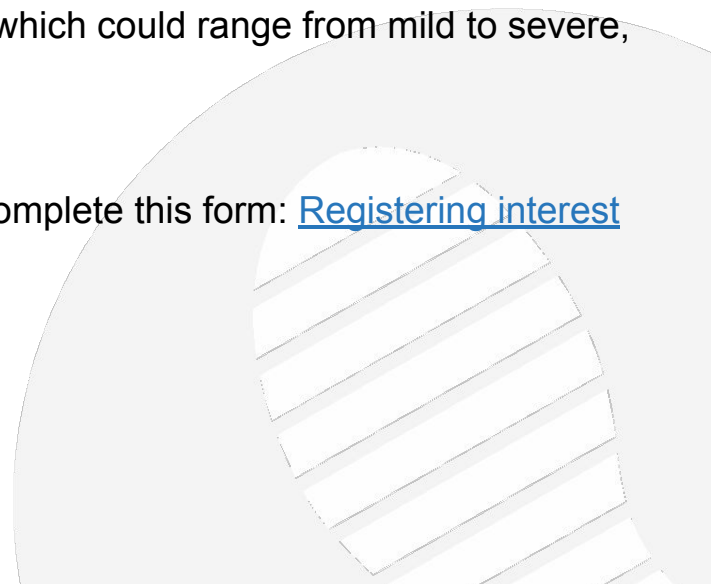 which could range from mild to severe,
omplete this form: Registering interest